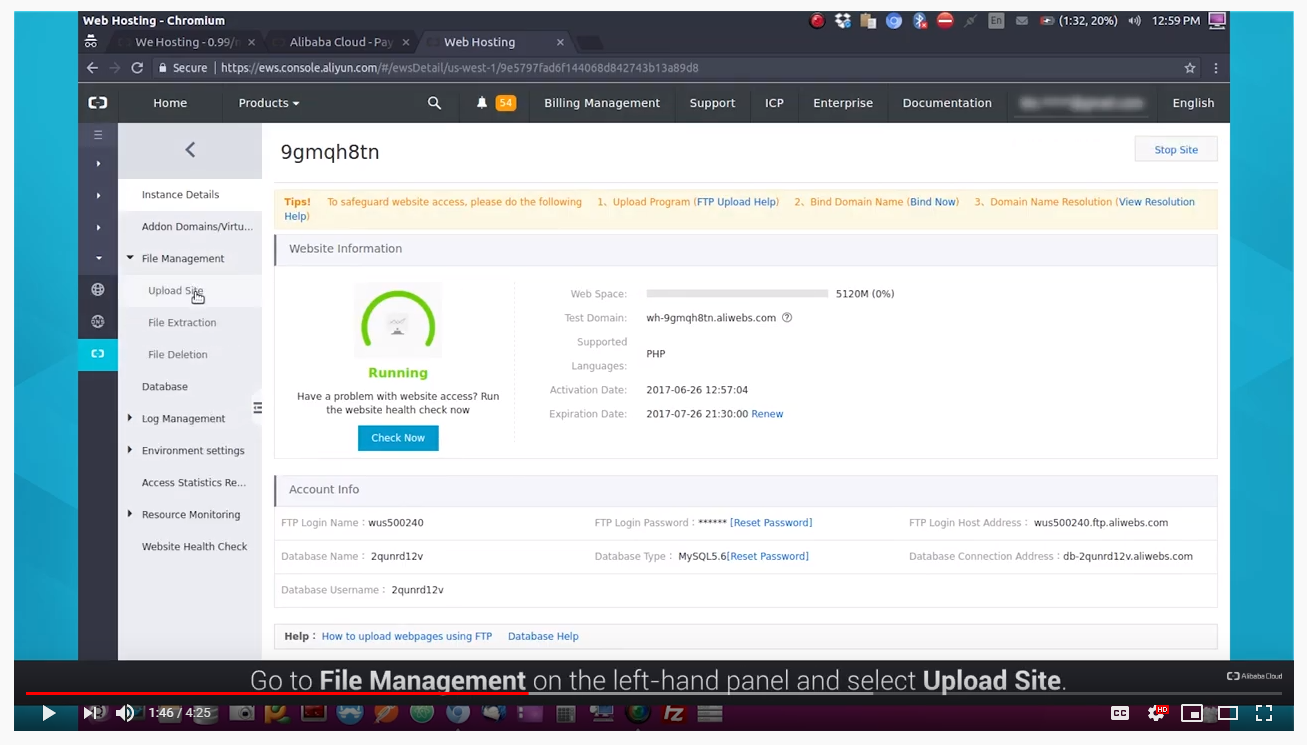 Web Hosting - Chromium
En (1:32, 20%) 12:59 PM
We Hosting - 0.99/ × Alibaba Cloud - Pay × Web Hosting ×
Secure | https://ews.console.aliyun.com/#/ewsDetail/us-west-1/9e5797fad6f144068d842743b13a89d8
Home Products 54 Billing Management Support ICP Enterprise Documentation English
9gmqh8tn
Stop Site
Instance Details
Addon Domains/Virtu...
File Management
Upload Site
File Extraction
File Deletion
Database
Log Management
Environment settings
Access Statistics Re...
Resource Monitoring
Website Health Check
Tips! To safeguard website access, please do the following 1、Upload Program (FTP Upload Help) 2、Bind Domain Name (Bind Now) 3、Domain Name Resolution (View Resolution
Help)
Website Information
Running
Have a problem with website access? Run
the website health check now
Check Now
Web Space: 5120M (0%)
Test Domain: wh-9gmqh8tn.aliwebs.com
Supported
Languages: PHP
Activation Date: 2017-06-26 12:57:04
Expiration Date: 2017-07-26 21:30:00 Renew
Account Info
FTP Login Name : wus500240 FTP Login Password : ****** [Reset Password] FTP Login Host Address : wus500240.ftp.aliwebs.com
Database Name : 2qunrd12v Database Type : MySQL5.6[Reset Password] Database Connection Address : db-2qunrd12v.aliwebs.com
Database Username : 2qunrd12v
Help : How to upload webpages using FTP Database Help
Go to File Management on the left-hand panel and select Upload Site.
Alibaba Cloud
1:46 / 4:25
CC HD